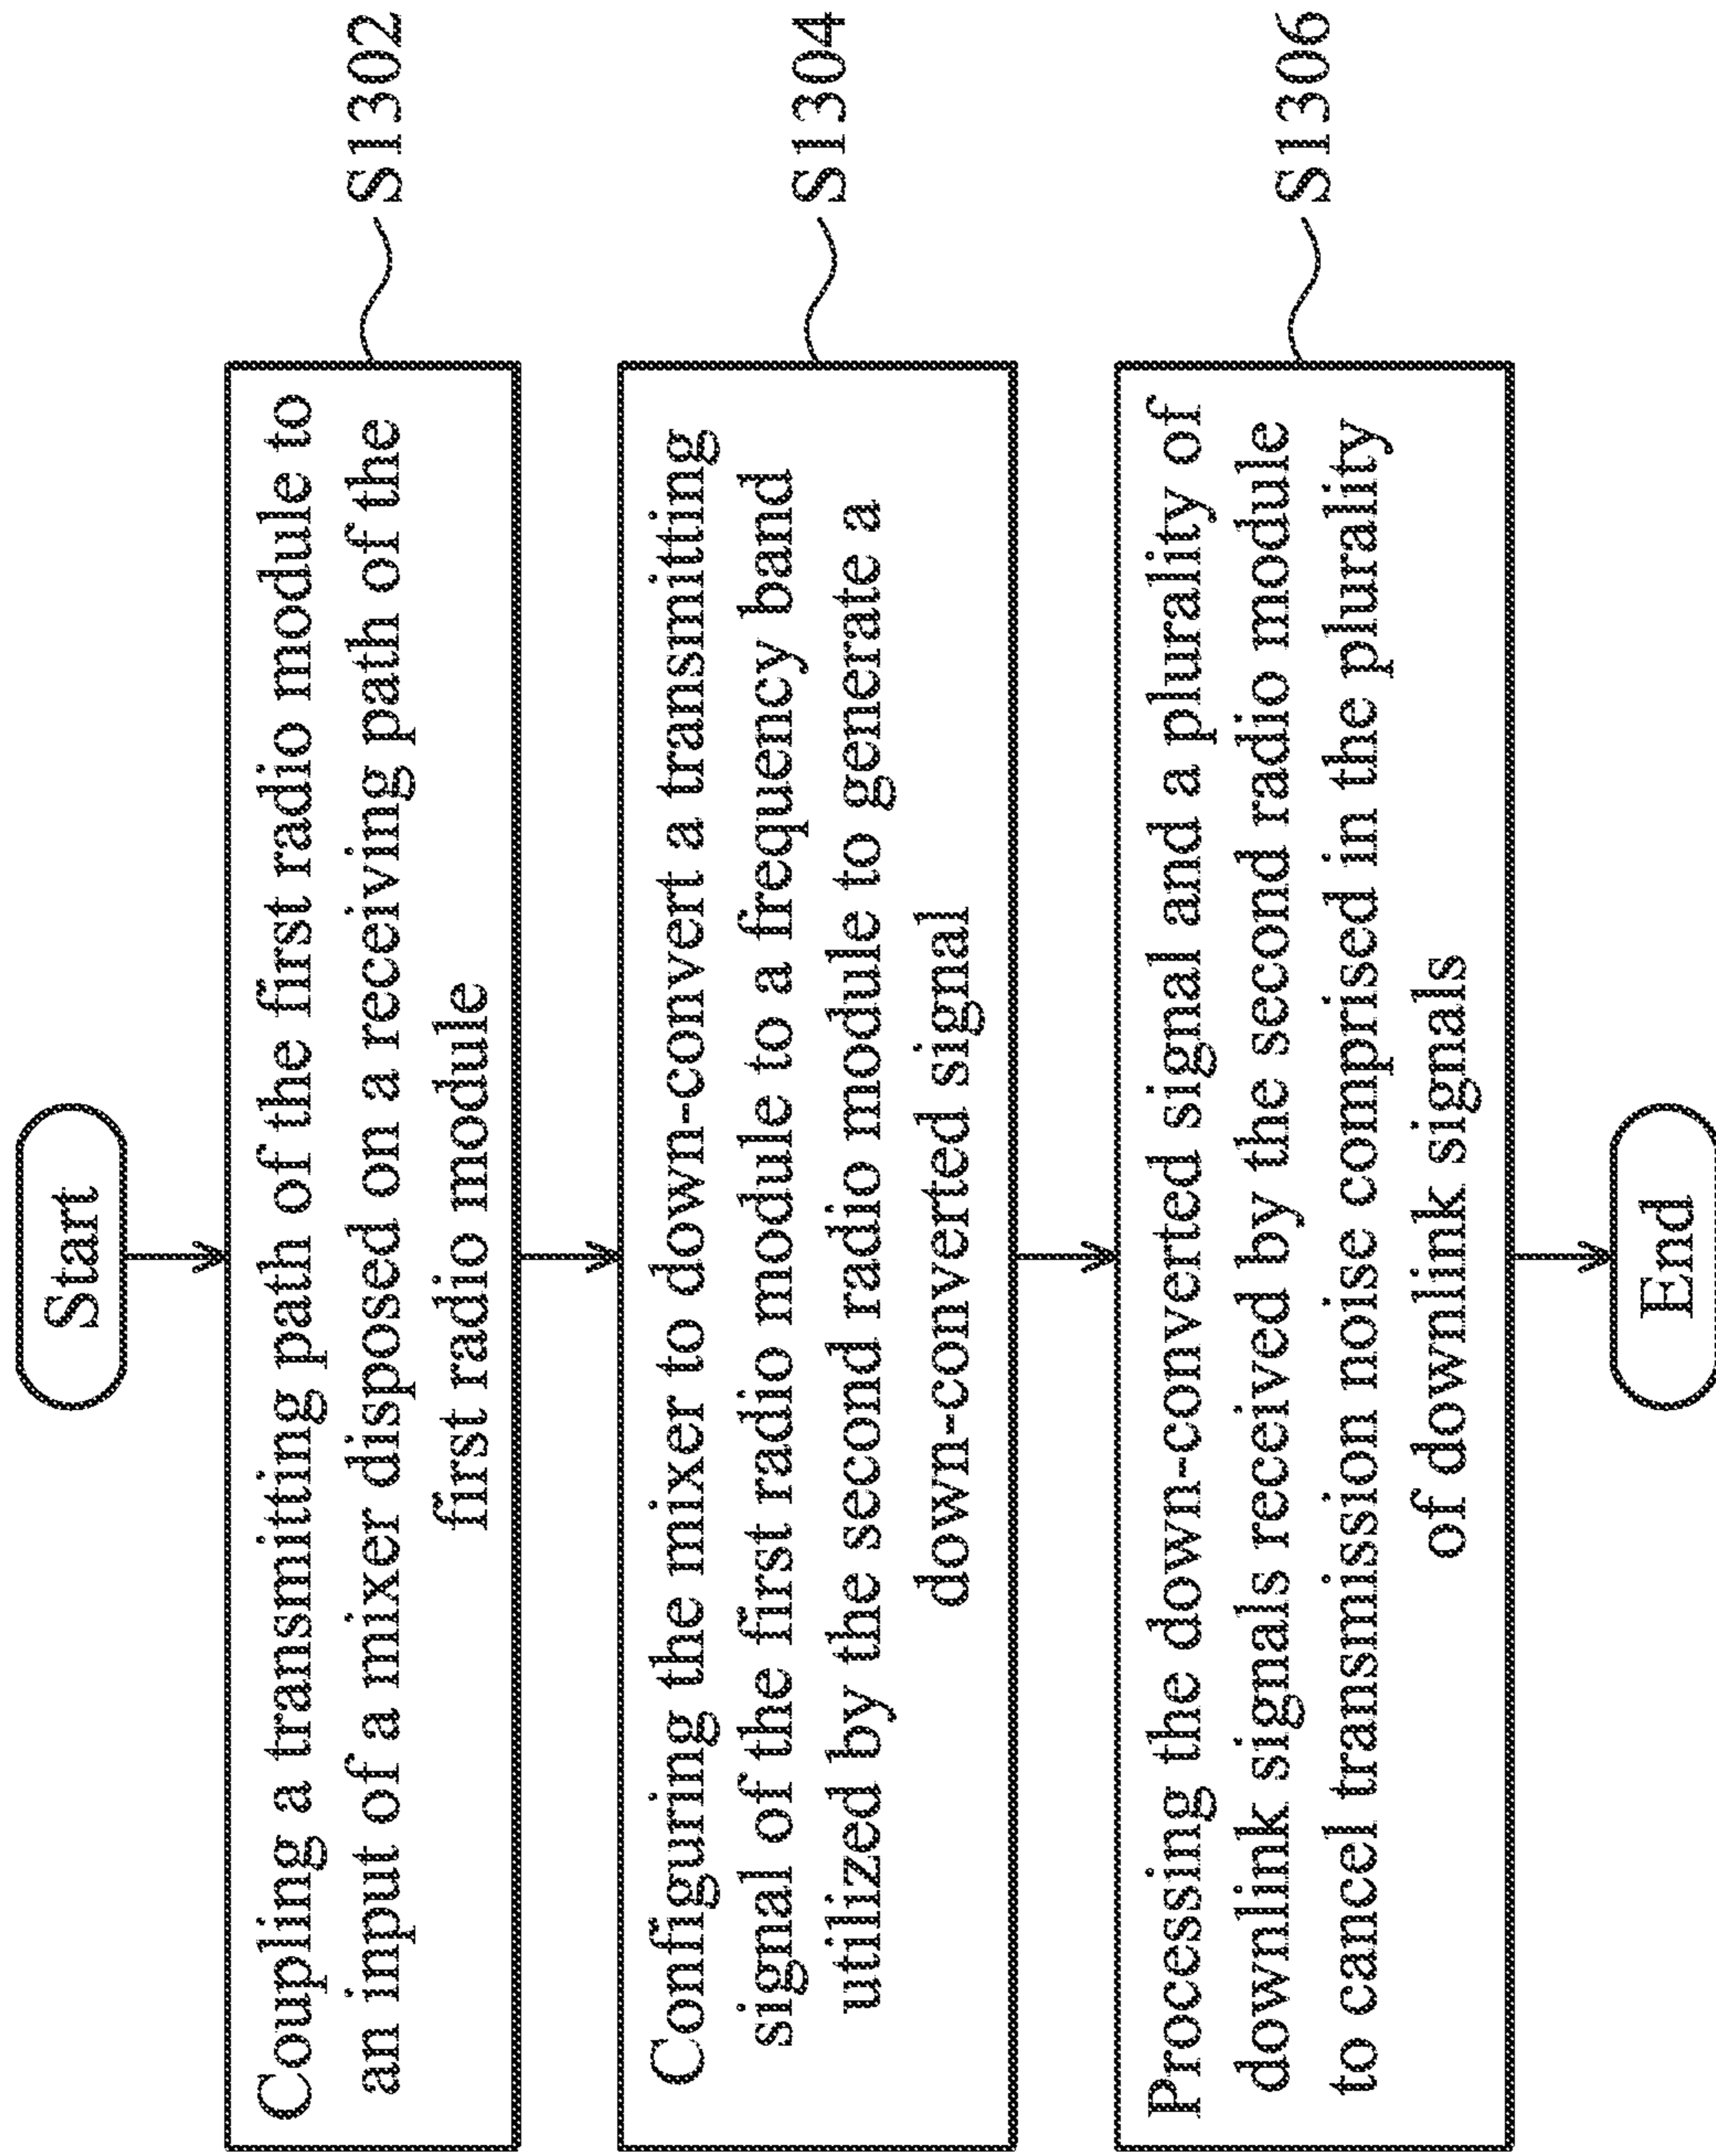 Start
Coupling a transmitting path of the first radio module to
an input of a mixer disposed on a receiving path of the
first radio module
S1302
Configuring the mixer to down-convert a transmitting
signal of the first radio module to a frequency band
utilized by the second radio module to generate a
down-converted signal
S1304
Processing the down-converted signal and a plurality of
downlink signals received by the second radio module
to cancel transmission noise comprised in the plurality
of downlink signals
S1306
End